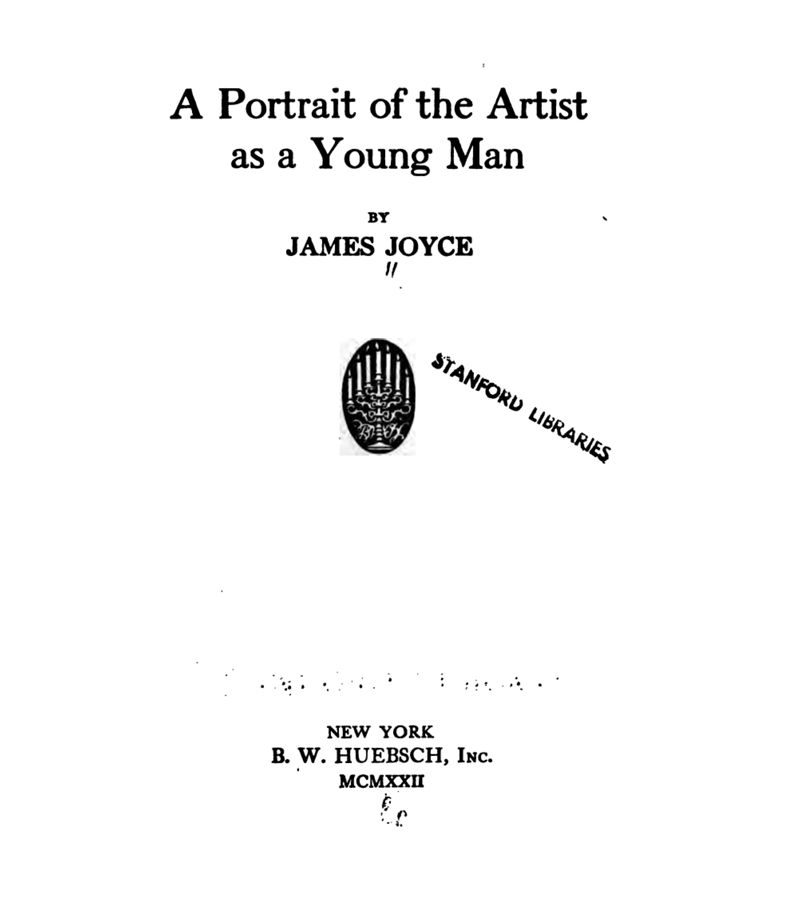 A Portrait of the Artist
as a Young Man
BY
JAMES JOYCE
STANFORD LIBRARIES
NEW YORK
B. W. HUEBSCH, Inc.
MCMXXII